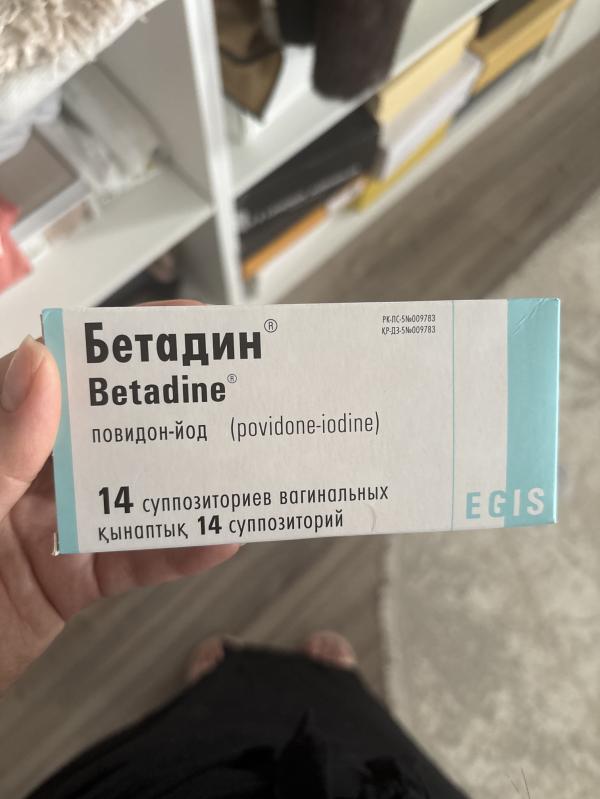 Бетадин®
РК-ЛС-5№009783
ҚР-ДЗ-5№009783
Betadine®
повидон-йод (povidone-iodine)
14 суппозиториев вагинальных
қынаптық 14 суппозиторий
EGIS